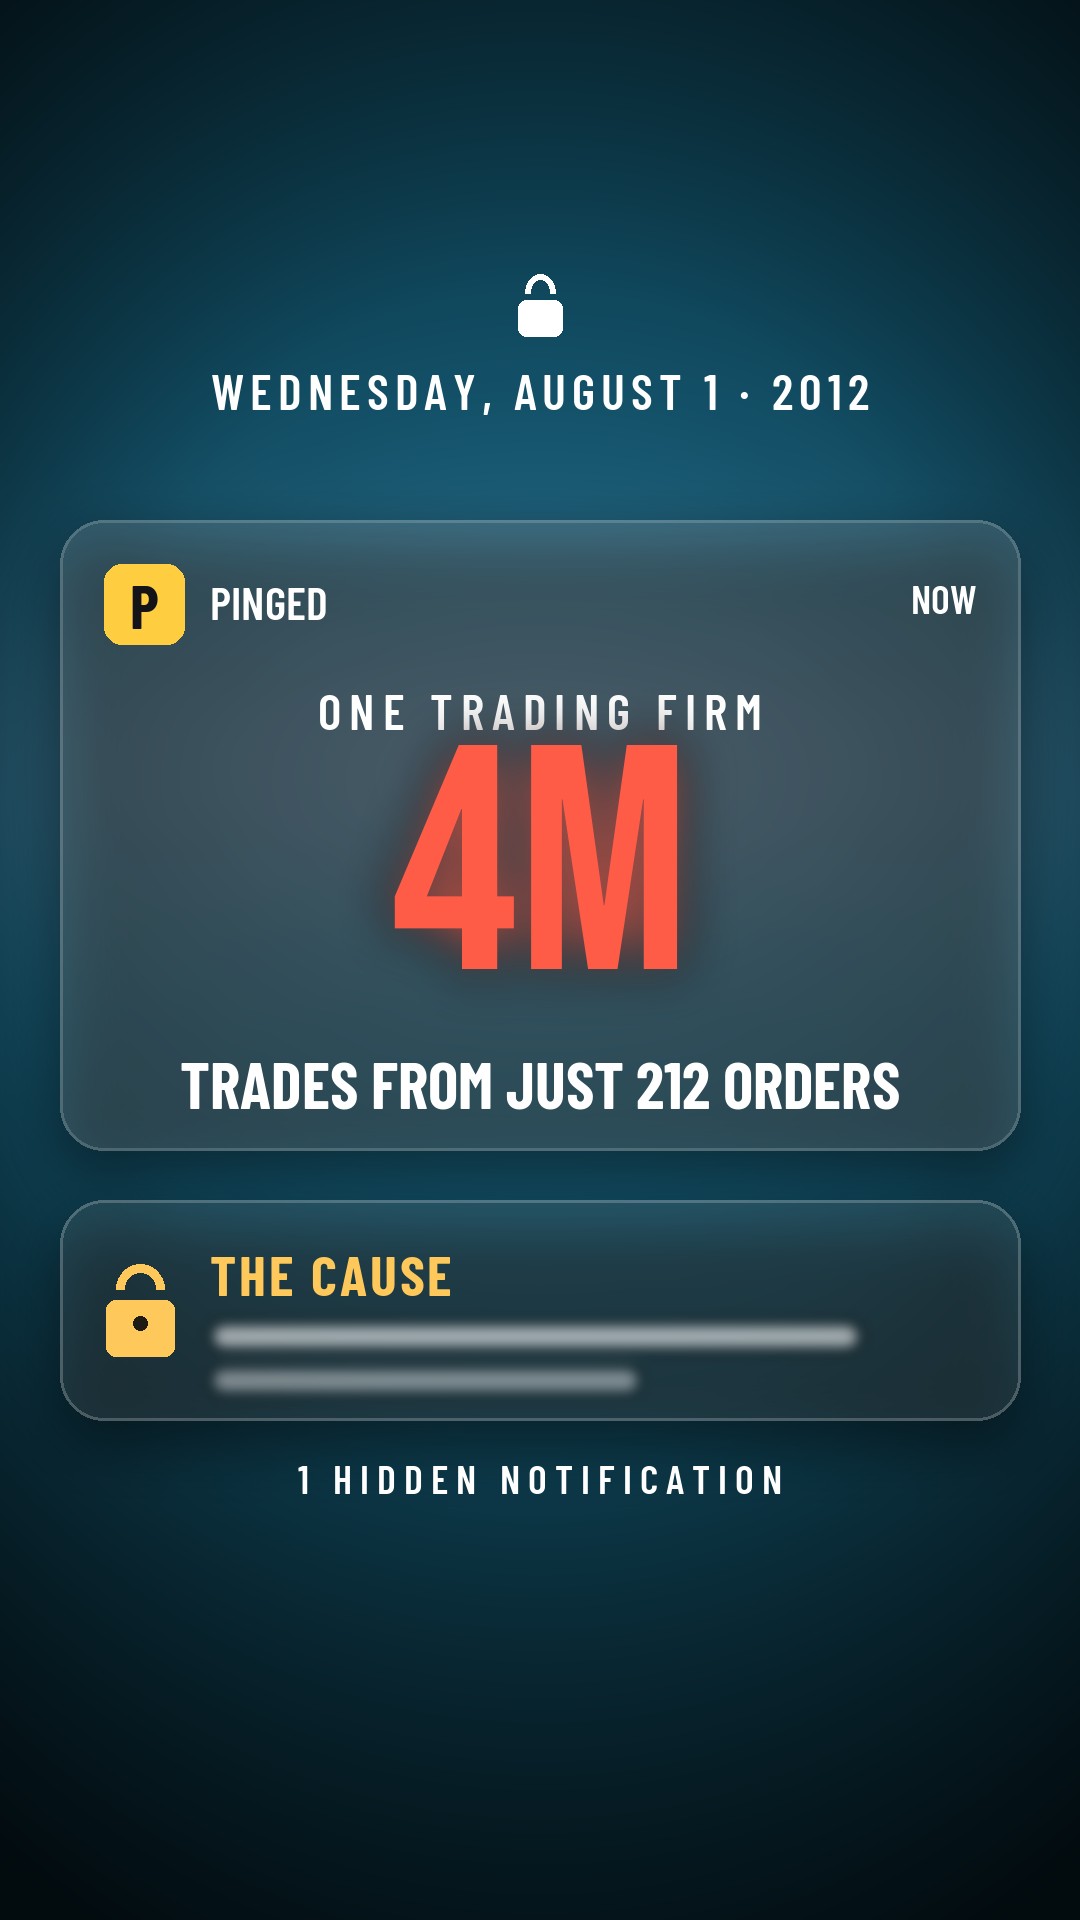 WEDNESDAY, AUGUST 1 · 2012
P PINGED NOW
ONE TRADING FIRM
4M
TRADES FROM JUST 212 ORDERS
THE CAUSE
1 HIDDEN NOTIFICATION